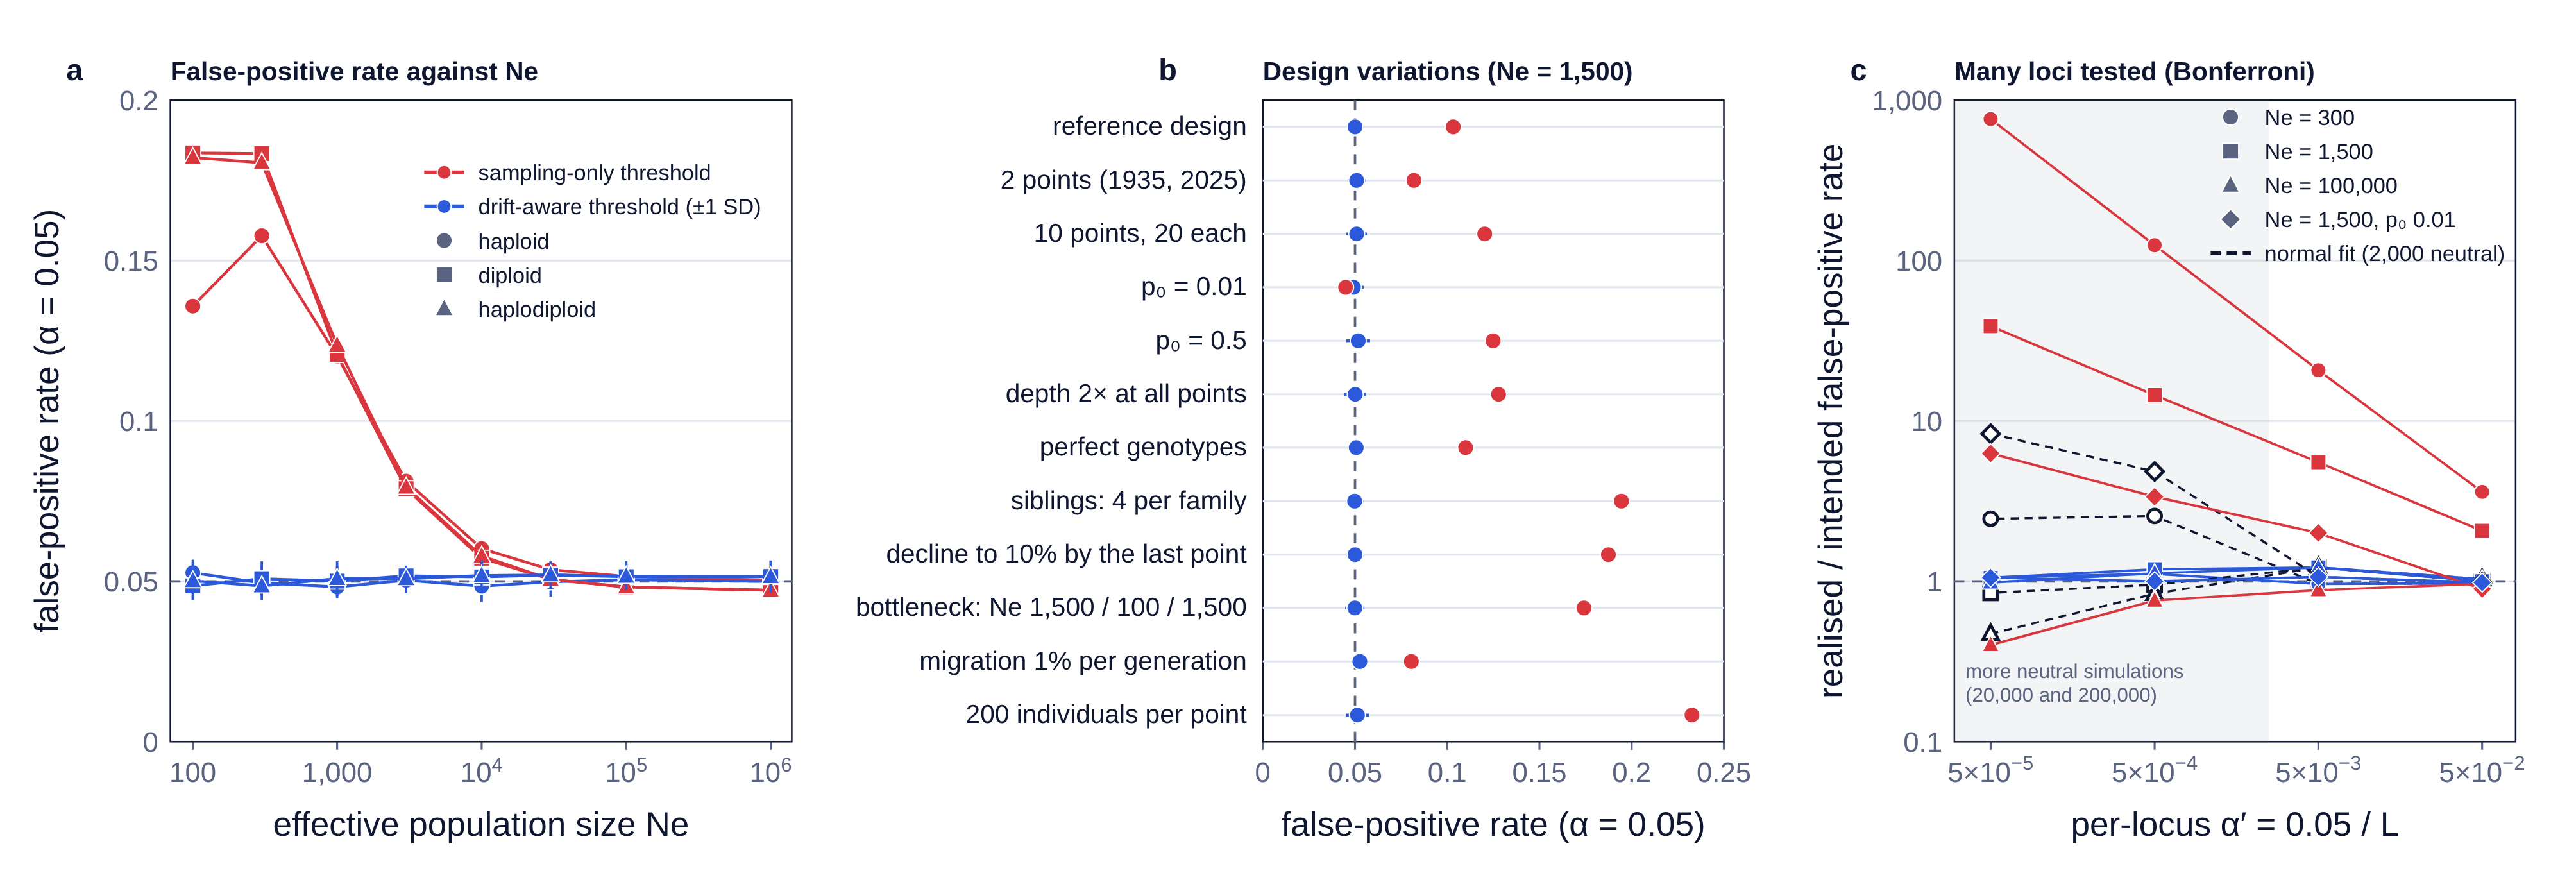 a
False-positive rate against Ne
false-positive rate (α = 0.05)
0.2
0.15
0.1
0.05
0
sampling-only threshold
drift-aware threshold (±1 SD)
haploid
diploid
haplodiploid
100
1,000
10⁴
10⁵
10⁶
effective population size Ne
b
Design variations (Ne = 1,500)
reference design
2 points (1935, 2025)
10 points, 20 each
p₀ = 0.01
p₀ = 0.5
depth 2× at all points
perfect genotypes
siblings: 4 per family
decline to 10% by the last point
bottleneck: Ne 1,500 / 100 / 1,500
migration 1% per generation
200 individuals per point
0
0.05
0.1
0.15
0.2
0.25
false-positive rate (α = 0.05)
c
Many loci tested (Bonferroni)
realised / intended false-positive rate
1,000
100
10
1
0.1
Ne = 300
Ne = 1,500
Ne = 100,000
Ne = 1,500, p₀ 0.01
normal fit (2,000 neutral)
more neutral simulations
(20,000 and 200,000)
5×10⁻⁵
5×10⁻⁴
5×10⁻³
5×10⁻²
per-locus α′ = 0.05 / L